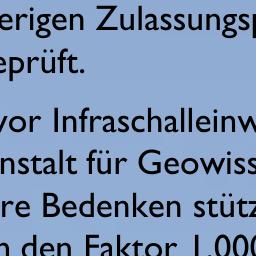 erigen Zulassungsp
eprüft.
vor Infraschalleinw
nstalt für Geowiss
re Bedenken stütz
n den Faktor 1.000